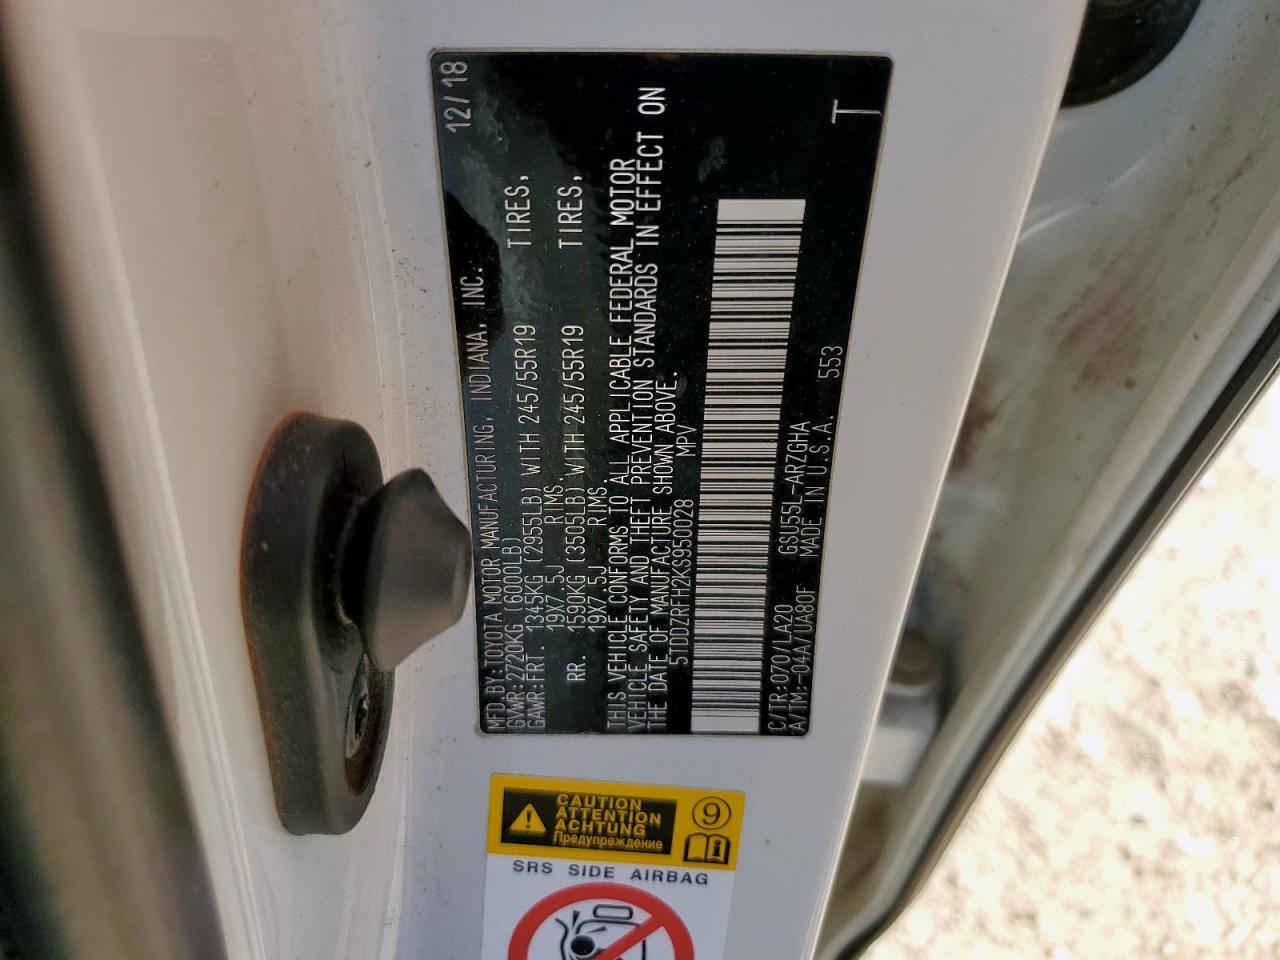 MFD.BY:TOYOTA MOTOR MANUFACTURING, INDIANA, INC. 12/18
GVWR:2720KG(6000LB)
GAWR:FRT. 1345KG(2955LB)WITH 245/55R19 TIRES,
19X7.5J RIMS,
RR. 1590KG(3505LB)WITH 245/55R19 TIRES,
19X7.5J RIMS
THIS VEHICLE CONFORMS TO ALL APPLICABLE FEDERAL MOTOR
VEHICLE SAFETY AND THEFT PREVENTION STANDARDS IN EFFECT ON
THE DATE OF MANUFACTURE SHOWN ABOVE.
5TDDZRFH2KS950028 MPV
C/TR:070/LA20 GSU55L-ARZGHA
A/TM:-04A/UA80F MADE IN U.S.A. 553
T
CAUTION
ATTENTION
ACHTUNG
Предупреждение
9
SRS SIDE AIRBAG